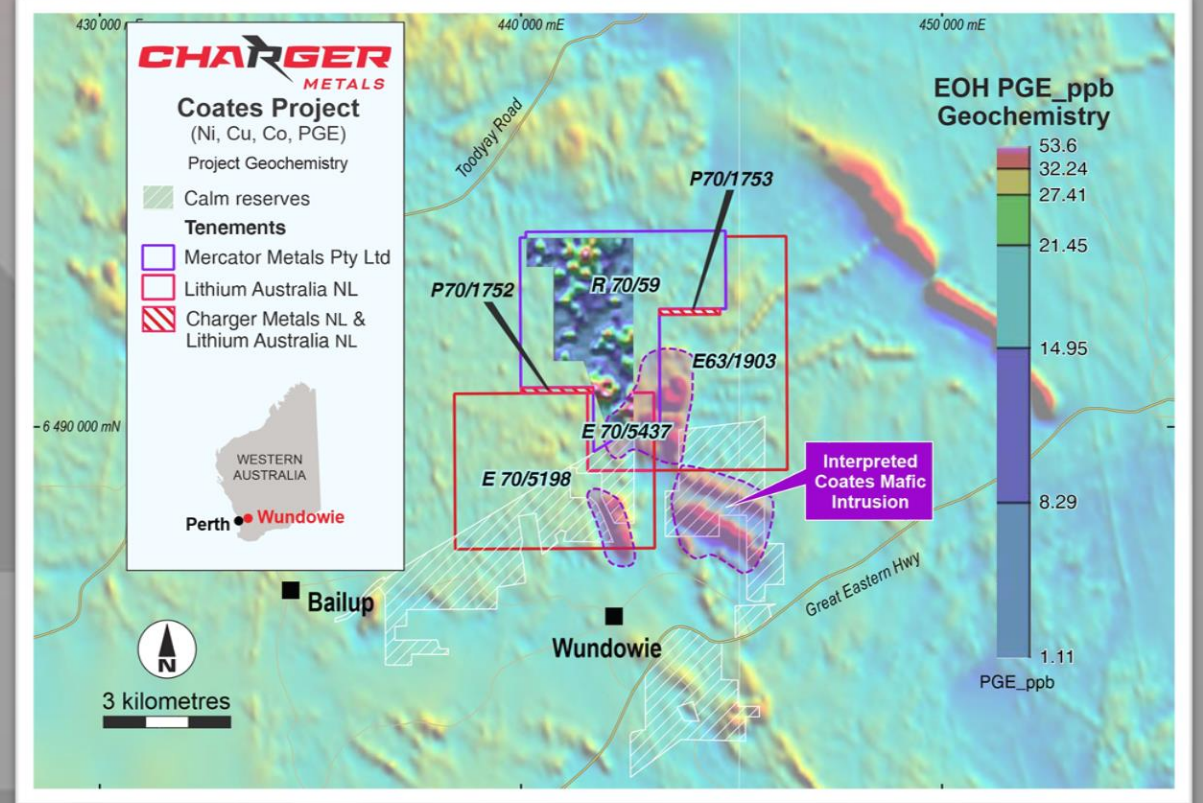 430 000 m
440 000 mE
450 000 mE
CHARGER
METALS
Coates Project
(Ni, Cu, Co, PGE)
Project Geochemistry
Calm reserves
Tenements
Mercator Metals Pty Ltd
Lithium Australia NL
Charger Metals NL &
Lithium Australia NL
WESTERN
AUSTRALIA
Perth
Wundowie
6 490 000 mN
Toodyay Road
P70/1753
P70/1752
R 70/59
E63/1903
E 70/5437
E 70/5198
Interpreted
Coates Mafic
Intrusion
Great Eastern Hwy
Bailup
Wundowie
N
3 kilometres
EOH PGE_ppb
Geochemistry
53.6
32.24
27.41
21.45
14.95
8.29
1.11
PGE_ppb